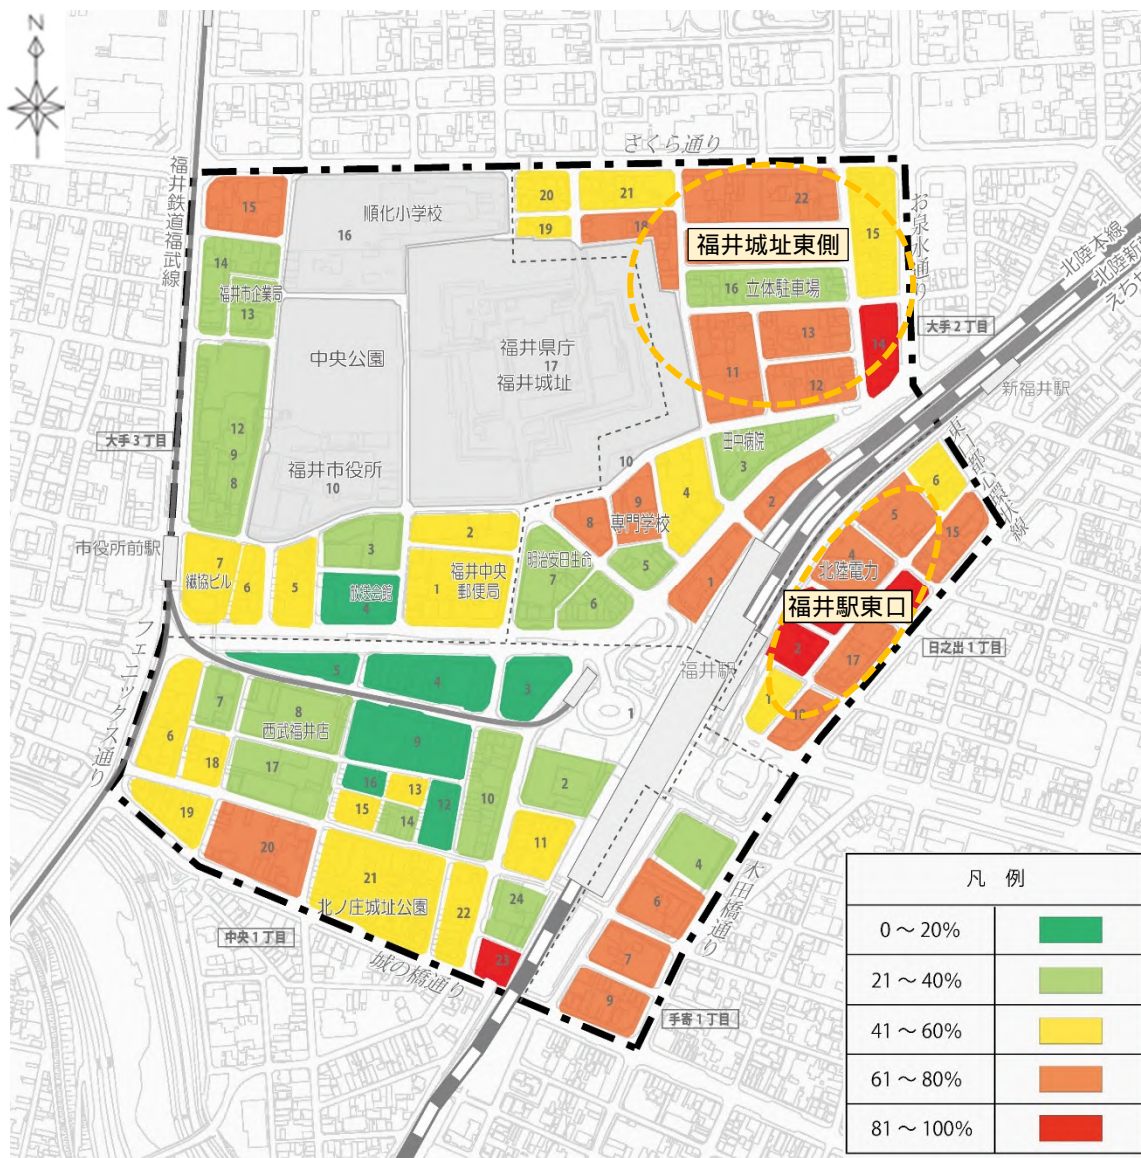 N
さくら通り
福井鉄道福武線
お泉水通り
北陸本線
北陸新
えち
15
順化小学校
16
20
21
19
18
22
15
福井城址東側
14
福井市企業局
13
16
立体駐車場
大手2丁目
中央公園
福井県庁
17
福井城址
13
14
11
12
新福井駅
大手3丁目
12
9
8
福井市役所
10
10
田中病院
3
4
9
専門学校
8
2
6
5
15
市役所前駅
7
繊協ビル
6
5
3
放送会館
4
2
1
福井中央
郵便局
明治安田生命
7
6
5
1
4
北陸電力
福井駅東口
2
17
1
日之出1丁目
フェニックス通り
福井駅
1
5
4
3
7
8
西武福井店
6
18
17
9
16
13
15
14
12
10
2
11
19
20
21
北ノ庄城址公園
22
24
23
4
6
7
9
木田橋通り
中央1丁目
城の橋通り
手寄1丁目
凡 例
0～20%
21～40%
41～60%
61～80%
81～100%